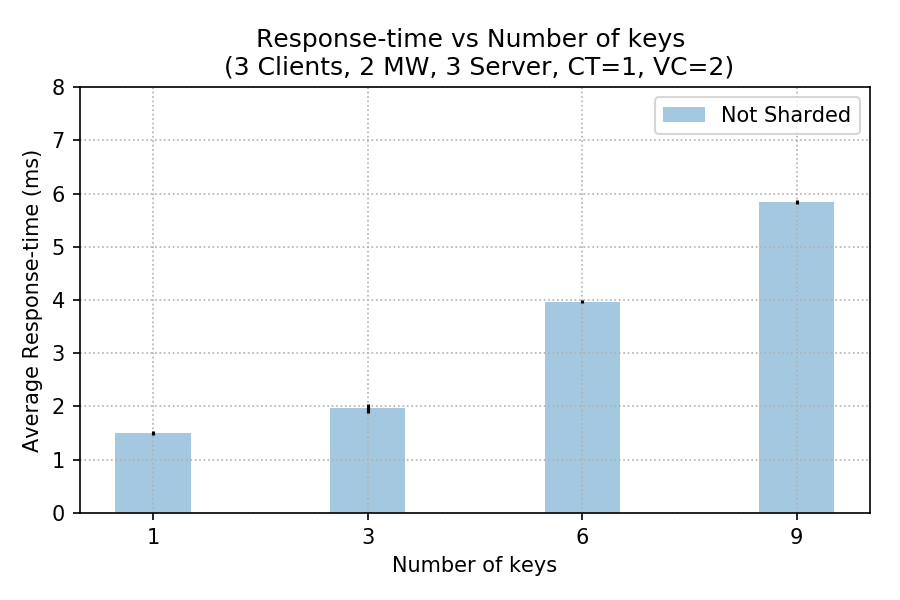 Response-time vs Number of keys
(3 Clients, 2 MW, 3 Server, CT=1, VC=2)
Not Sharded
Average Response-time (ms)
8
7
6
5
4
3
2
1
0
1 3 6 9
Number of keys